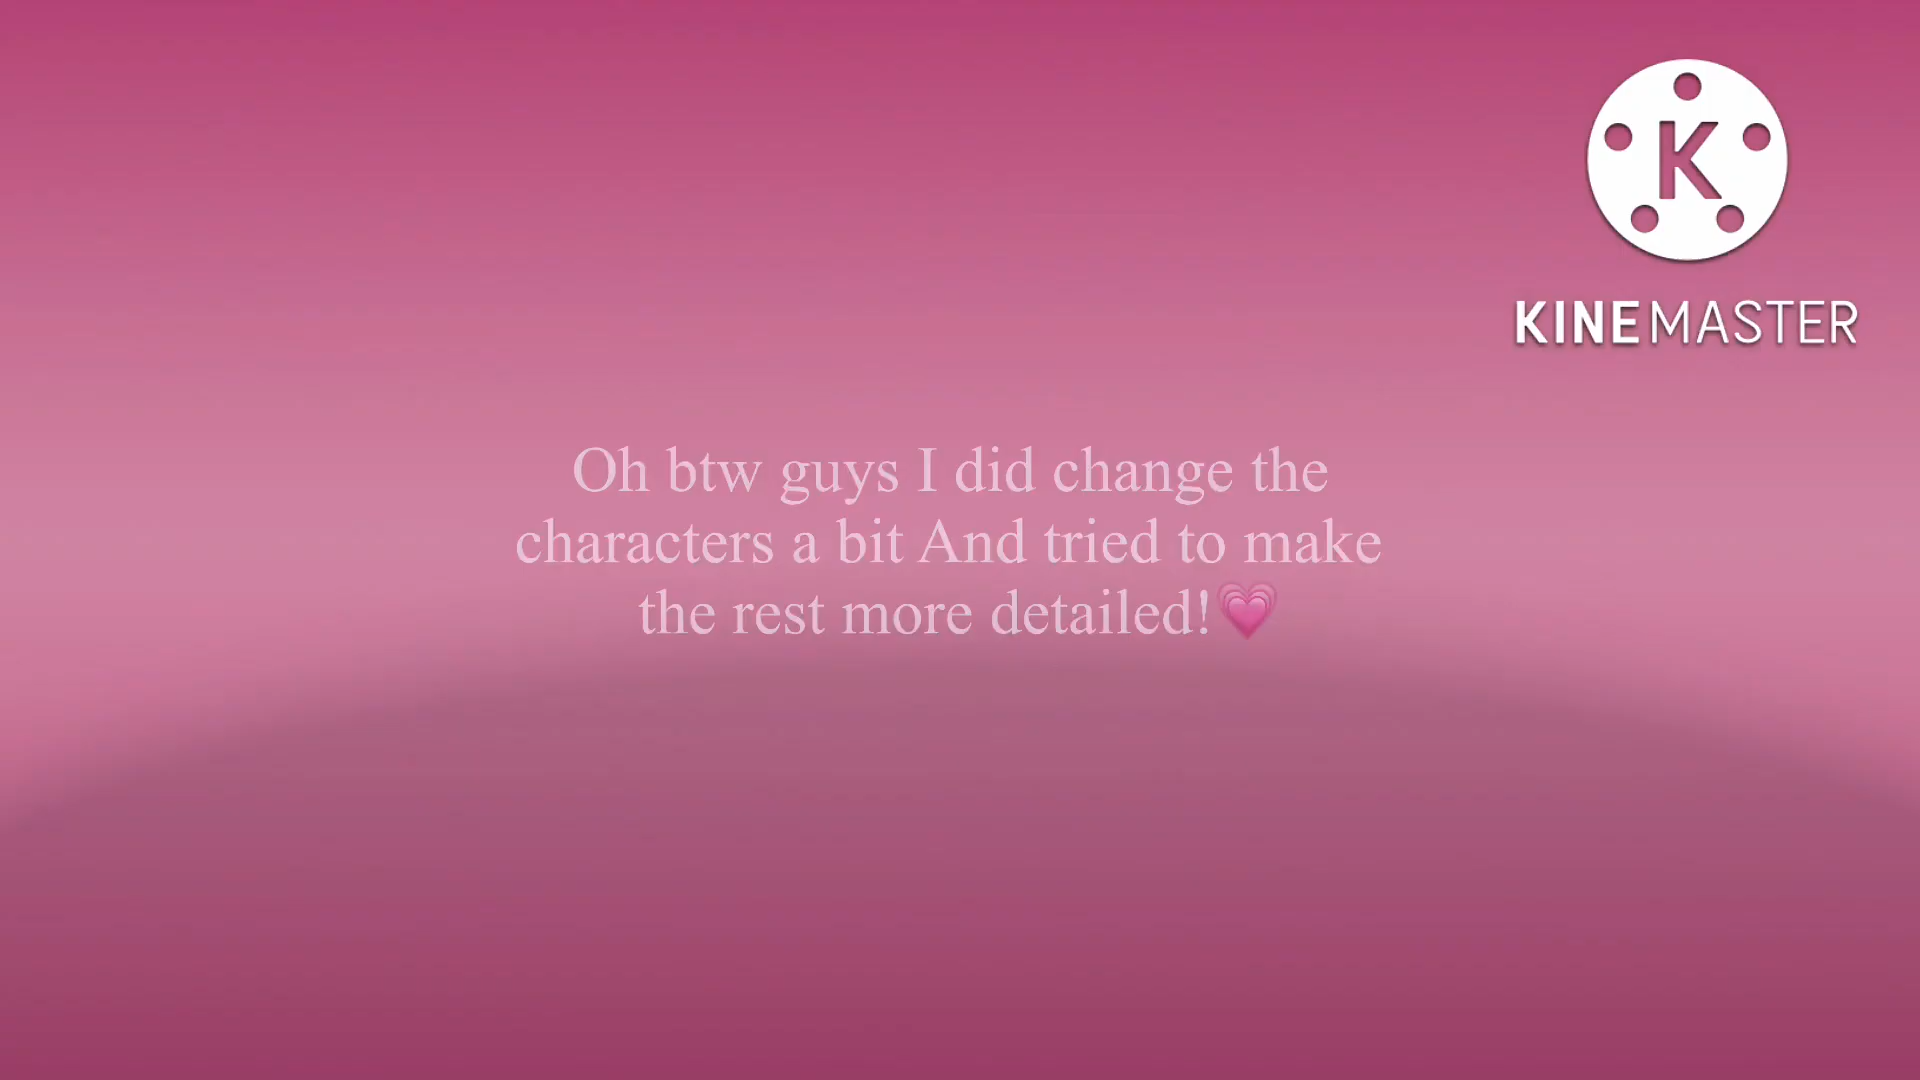 K
KINEMASTER
Oh btw guys I did change the
characters a bit And tried to make
the rest more detailed!💗